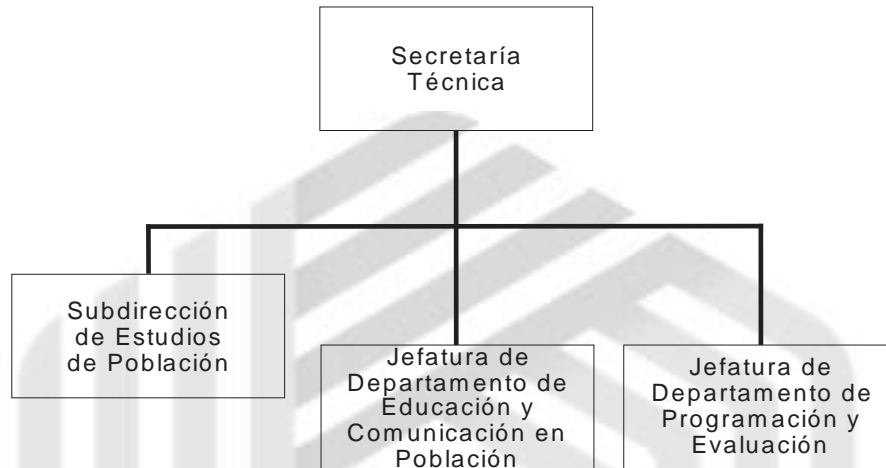 Secretaría
Técnica
Subdirección
de Estudios
de Población
Jefatura de
Departamento de
Educación y
Comunicación en
Población
Jefatura de
Departamento de
Programación y
Evaluación